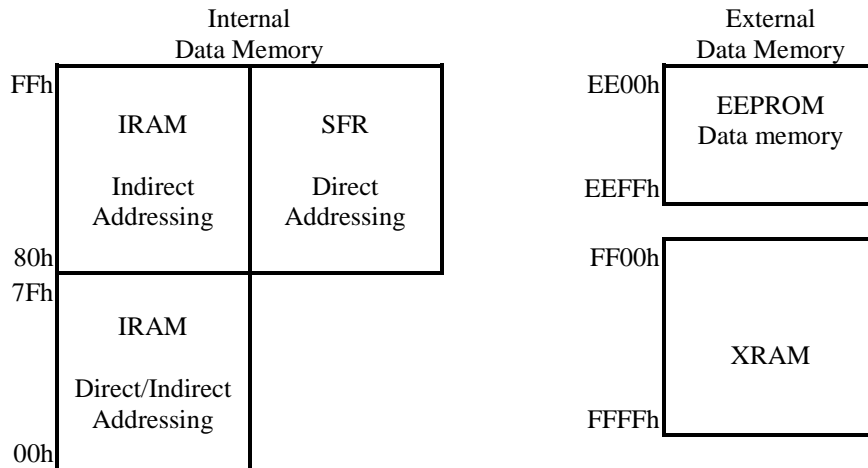 Internal
Data Memory
FFh
IRAM
Indirect
Addressing
SFR
Direct
Addressing
80h
7Fh
IRAM
Direct/Indirect
Addressing
00h
External
Data Memory
EE00h
EEPROM
Data memory
EEFFh
FF00h
XRAM
FFFFh